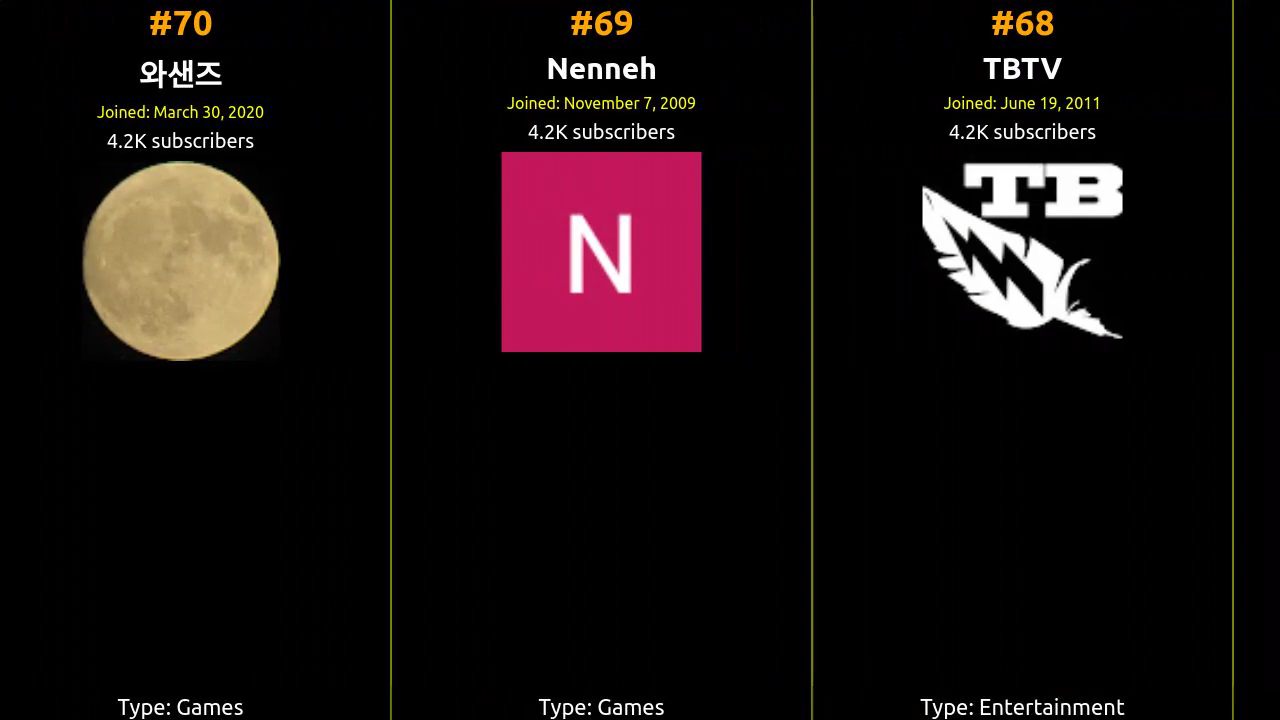 #70
와샌즈
Joined: March 30, 2020
4.2K subscribers
Type: Games
#69
Nenneh
Joined: November 7, 2009
4.2K subscribers
N
Type: Games
#68
TBTV
Joined: June 19, 2011
4.2K subscribers
TB
Type: Entertainment